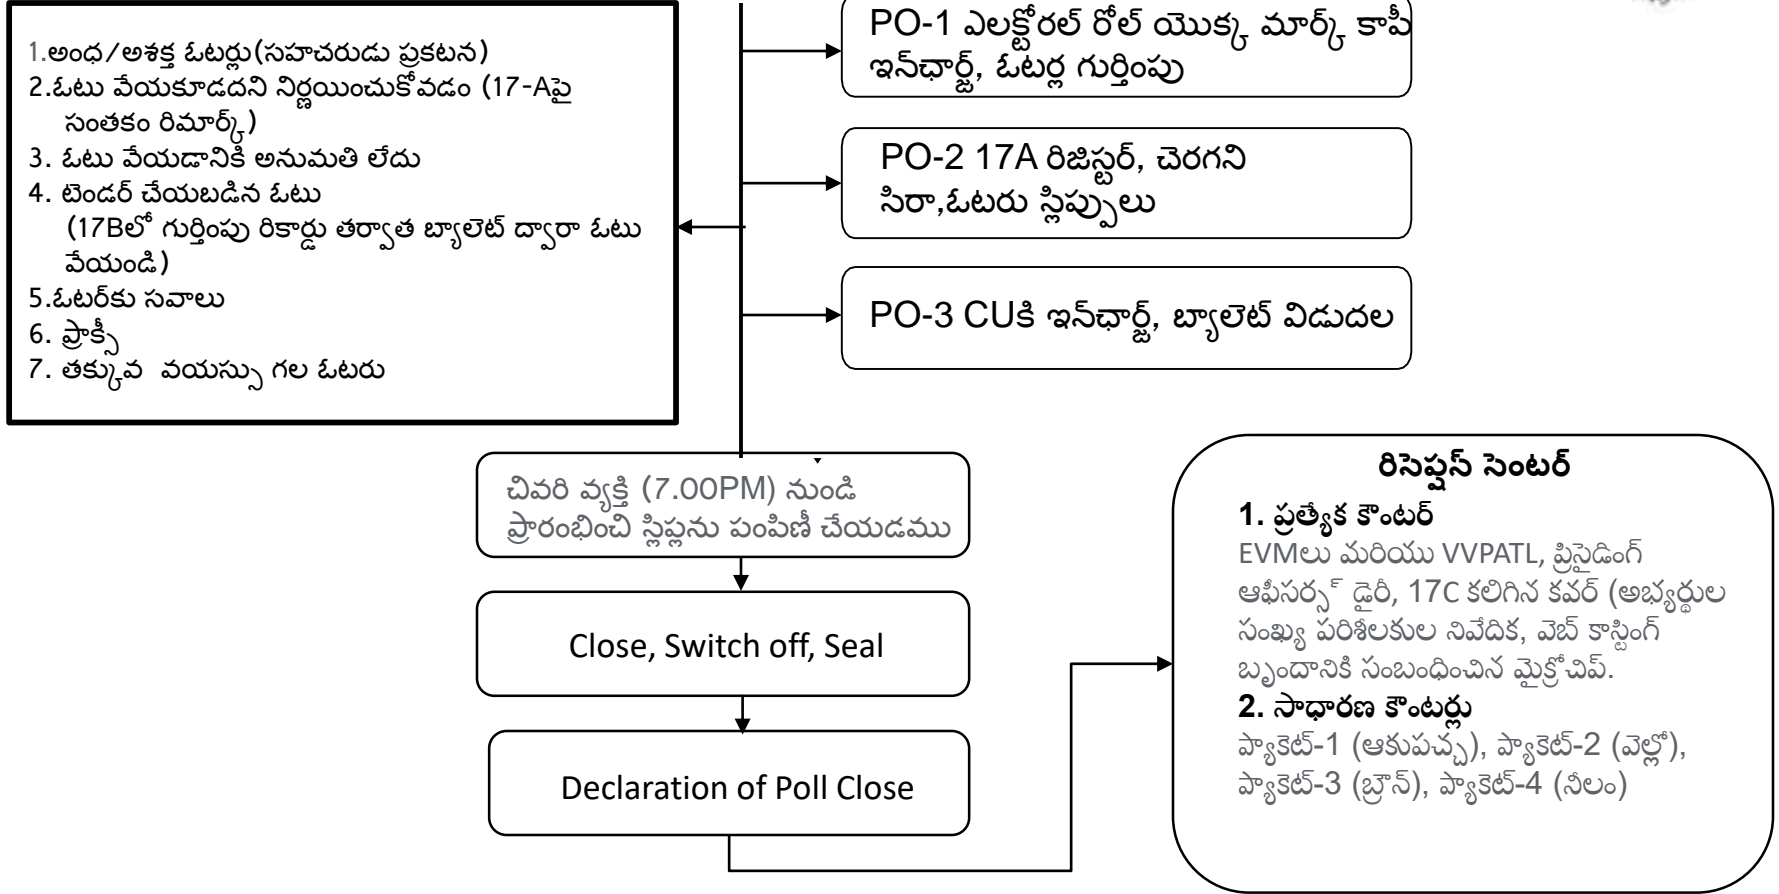 1.అంధ/అశక్త ఓటర్లు(సహచరుడు ప్రకటన)
2.ఓటు వేయకూడదని నిర్ణయించుకోవడం (17-Aపై
సంతకం రిమార్క్)
3. ఓటు వేయడానికి అనుమతి లేదు
4. టెండర్ చేయబడిన ఓటు
(17Bలో గుర్తింపు రికార్డు తర్వాత బ్యాలెట్ ద్వారా ఓటు
వేయండి)
5.ఓటర్‌కు సవాలు
6. ప్రాక్సీ
7. తక్కువ వయస్సు గల ఓటరు
PO-1 ఎలక్టోరల్ రోల్ యొక్క మార్క్ కాపీ
ఇన్‌ఛార్జ్, ఓటర్ల గుర్తింపు
PO-2 17A రిజిస్టర్, చెరగని
సిరా,ఓటరు స్లిప్పులు
PO-3 CUకి ఇన్‌ఛార్జ్, బ్యాలెట్ విడుదల
చివరి వ్యక్తి (7.00PM) నుండి
ప్రారంభించి స్లిప్లను పంపిణీ చేయడము
Close, Switch off, Seal
Declaration of Poll Close
రిసెప్షస్ సెంటర్
1. ప్రత్యేక కౌంటర్
EVMలు మరియు VVPATL, ప్రిసైడింగ్
ఆఫీసర్స్ డైరీ, 17C కలిగిన కవర్ (అభ్యర్థుల
సంఖ్య పరిశీలకుల నివేదిక, వెబ్ కాస్టింగ్
బృందానికి సంబంధించిన మైక్రోచిప్.
2. సాధారణ కౌంటర్లు
ప్యాకెట్-1 (ఆకుపచ్చ), ప్యాకెట్-2 (వెల్లో),
ప్యాకెట్-3 (బ్రౌన్), ప్యాకెట్-4 (నీలం)